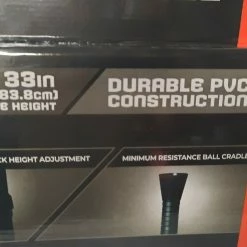 33in
(83.8cm)
E HEIGHT
DURABLE PVC
CONSTRUCTION
CK HEIGHT ADJUSTMENT
MINIMUM RESISTANCE BALL CRADLE